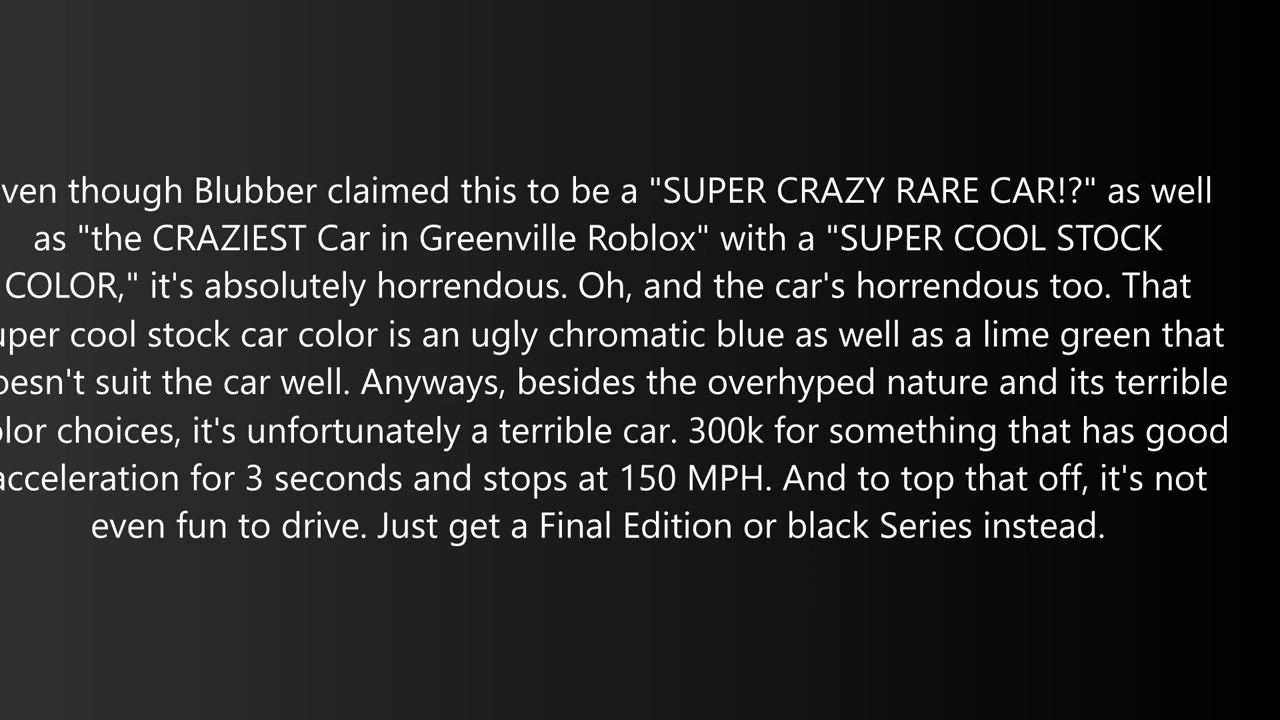 ven though Blubber claimed this to be a "SUPER CRAZY RARE CAR!?" as well
as "the CRAZIEST Car in Greenville Roblox" with a "SUPER COOL STOCK
COLOR," it's absolutely horrendous. Oh, and the car's horrendous too. That
uper cool stock car color is an ugly chromatic blue as well as a lime green that
oesn't suit the car well. Anyways, besides the overhyped nature and its terrible
olor choices, it's unfortunately a terrible car. 300k for something that has good
acceleration for 3 seconds and stops at 150 MPH. And to top that off, it's not
even fun to drive. Just get a Final Edition or black Series instead.